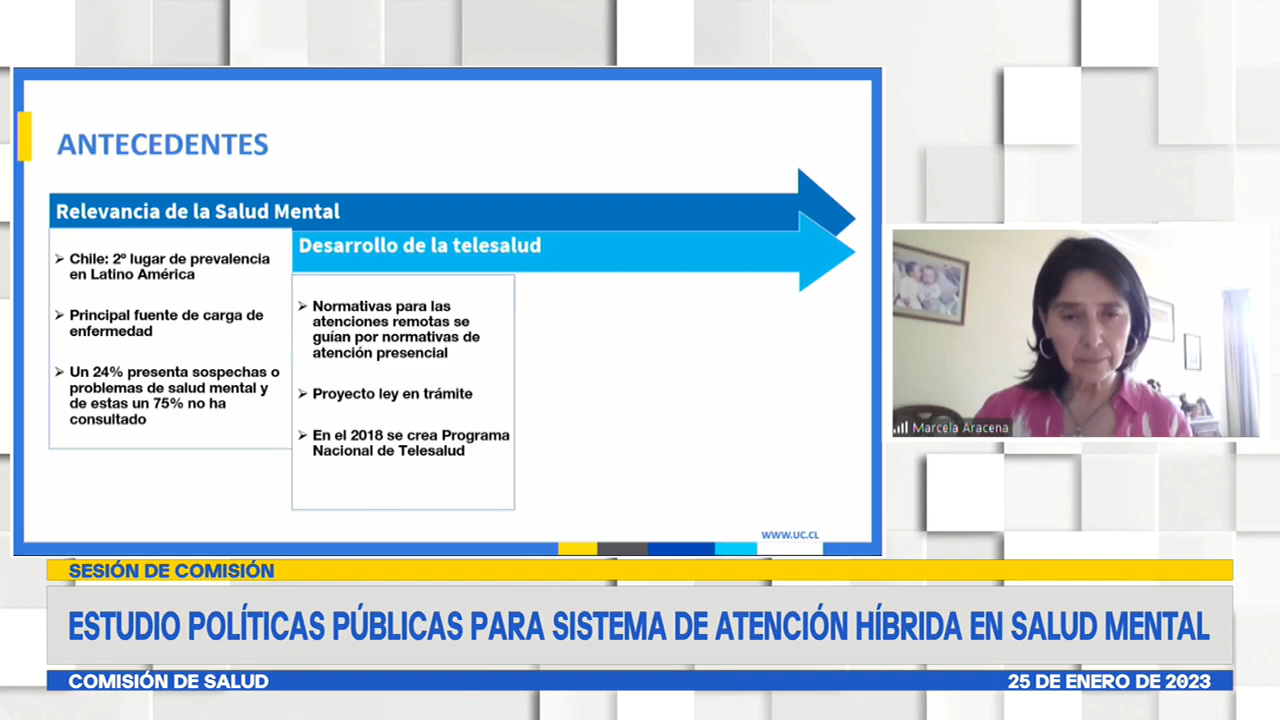 ANTECEDENTES
Relevancia de la Salud Mental
➢ Chile: 2º lugar de prevalencia
en Latino América
➢ Principal fuente de carga de
enfermedad
➢ Un 24% presenta sospechas o
problemas de salud mental y
de estas un 75% no ha
consultado
Desarrollo de la telesalud
➢ Normativas para las
atenciones remotas se
guían por normativas de
atención presencial
➢ Proyecto ley en trámite
➢ En el 2018 se crea Programa
Nacional de Telesalud
WWW.UC.CL
Marcela Aracena
SESIÓN DE COMISIÓN
ESTUDIO POLÍTICAS PÚBLICAS PARA SISTEMA DE ATENCIÓN HÍBRIDA EN SALUD MENTAL
COMISIÓN DE SALUD
25 DE ENERO DE 2023